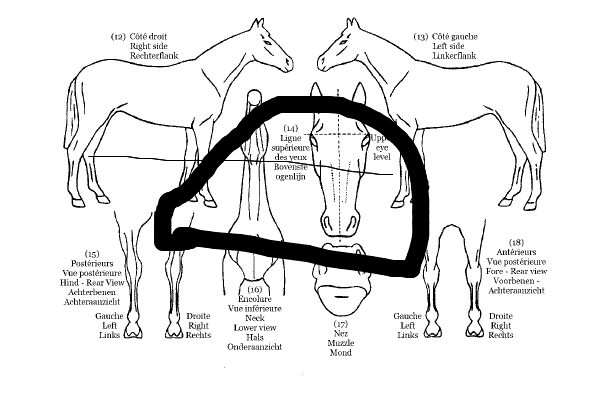 (12) Côté droit
Right side
Rechterflank
(13) Côté gauche
Left side
Linkerflank
(14)
Ligne
supérieure
des yeux
Bovenste
ogenlijn
Uppe
eye
level
(15)
Postérieurs
Vue postérieure
Hind - Rear View
Achterbenen
Achteraanzicht
Gauche
Left
Links
Droite
Right
Rechts
(16)
Encolure
Vue inférieure
Neck
Lower view
Hals
Onderaanzicht
(17)
Nez
Muzzle
Mond
(18)
Antérieurs
Vue postérieure
Fore - Rear view
Voorbenen -
Achteraanzicht
Gauche
Left
Links
Droite
Right
Rechts